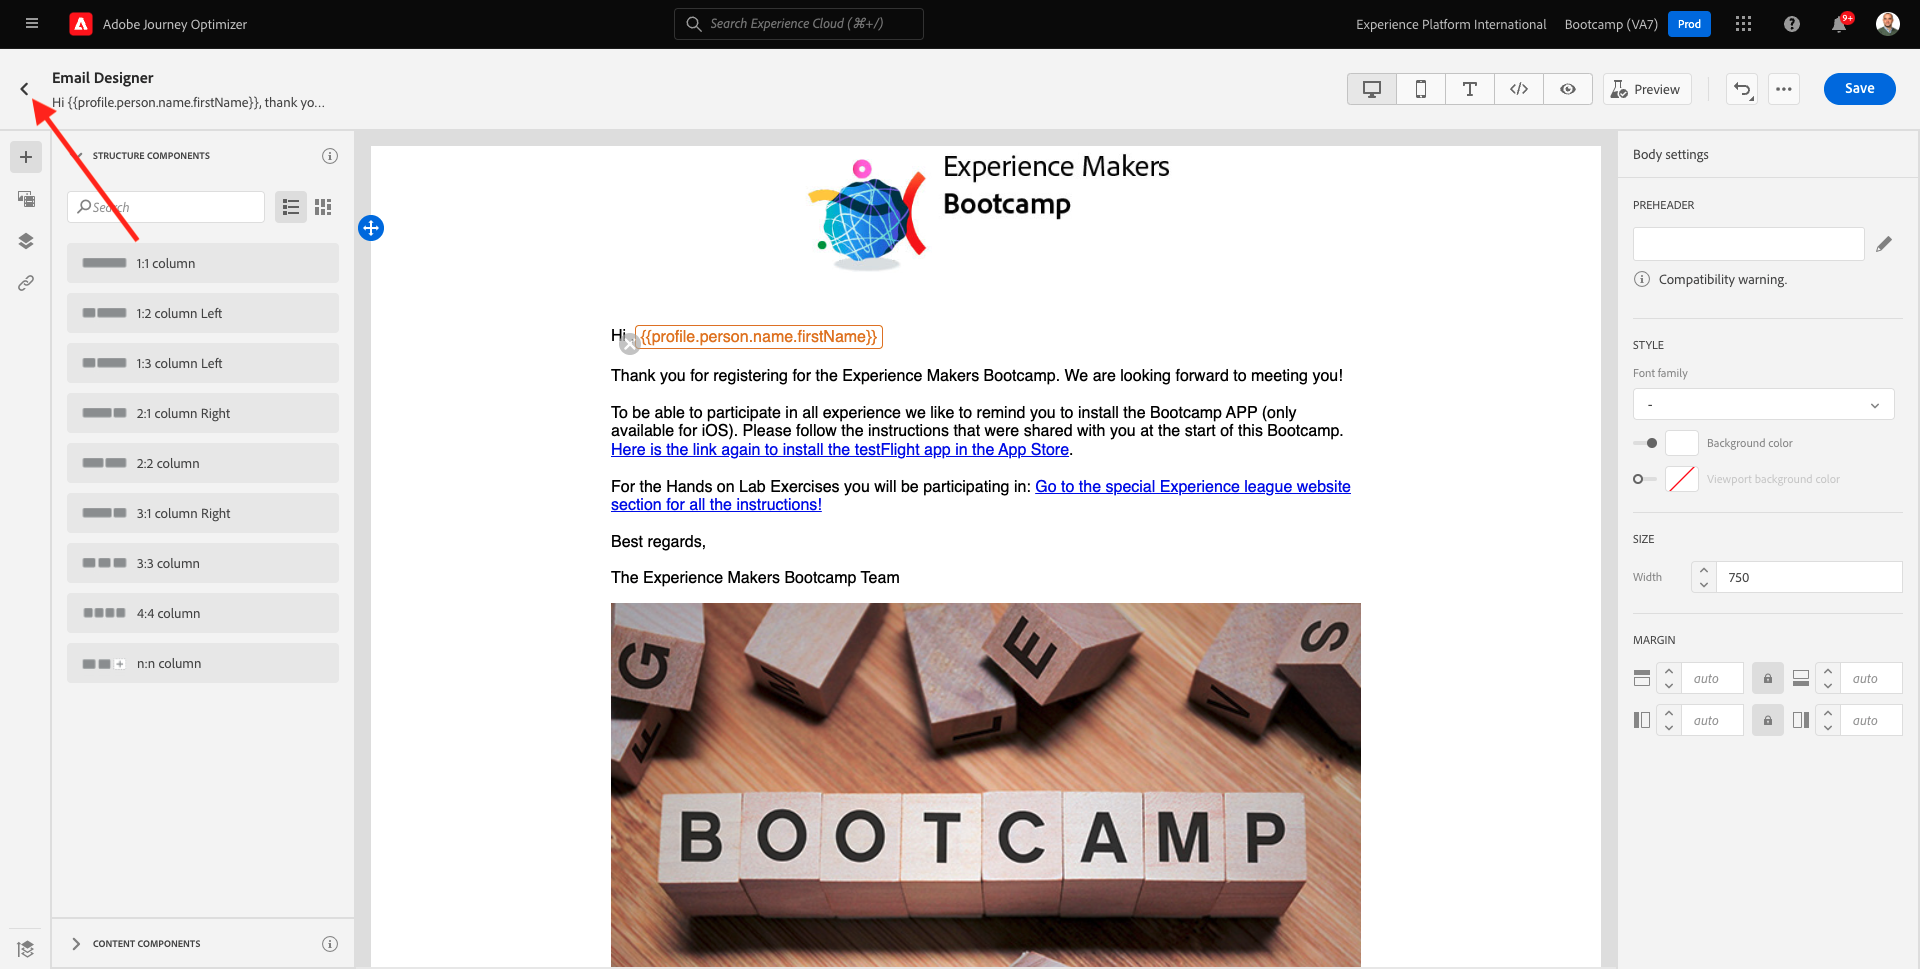 Adobe Journey Optimizer
Search Experience Cloud (⌘+/)
Experience Platform International
Bootcamp (VA7)
Prod
9+
Email Designer
Hi {{profile.person.name.firstName}}, thank yo...
Preview
Save
STRUCTURE COMPONENTS
Search
1:1 column
1:2 column Left
1:3 column Left
2:1 column Right
2:2 column
3:1 column Right
3:3 column
4:4 column
n:n column
CONTENT COMPONENTS
Experience Makers
Bootcamp
Hi {{profile.person.name.firstName}}
Thank you for registering for the Experience Makers Bootcamp. We are looking forward to meeting you!
To be able to participate in all experience we like to remind you to install the Bootcamp APP (only
available for iOS). Please follow the instructions that were shared with you at the start of this Bootcamp.
Here is the link again to install the testFlight app in the App Store.
For the Hands on Lab Exercises you will be participating in: Go to the special Experience league website
section for all the instructions!
Best regards,
The Experience Makers Bootcamp Team
G
M
E
S
F
L
V
BOOTCAMP
Body settings
PREHEADER
Compatibility warning.
STYLE
Font family
-
Background color
Viewport background color
SIZE
Width
750
MARGIN
auto
auto
auto
auto